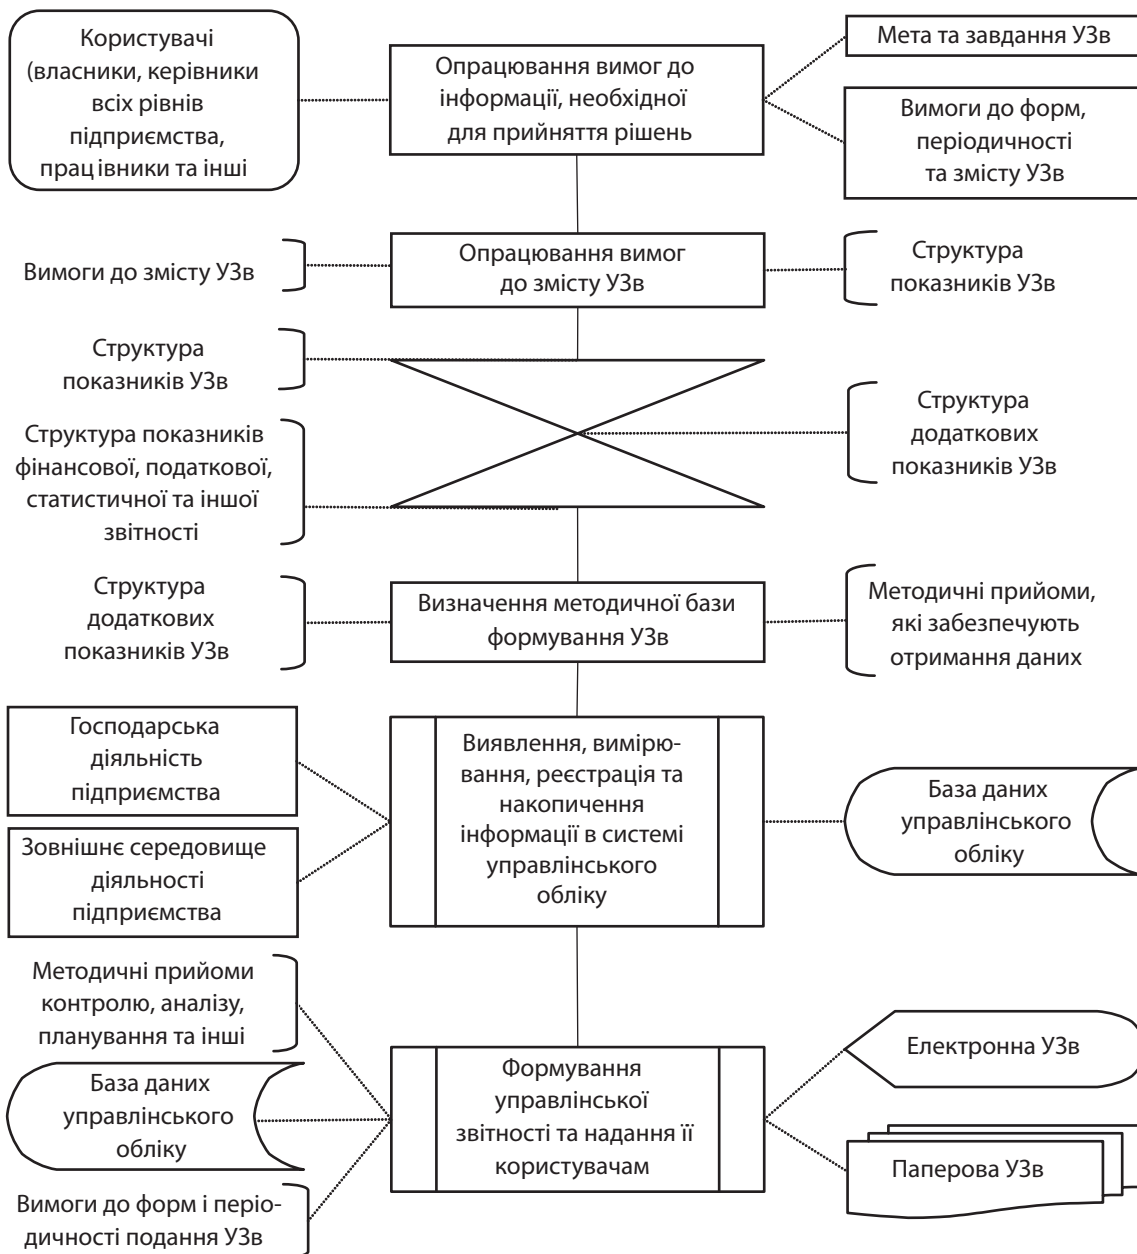 Користувачі
(власники, керівники
всіх рівнів
підприємства,
працівники та інші
Опрацювання вимог до
інформації, необхідної
для прийняття рішень
Мета та завдання УЗв
Вимоги до форм,
періодичності
та змісту УЗв
Вимоги до змісту УЗв
Опрацювання вимог
до змісту УЗв
Структура
показників УЗв
Структура
показників УЗв
Структура показників
фінансової, податкової,
статистичної та іншої
звітності
Структура
додаткових
показників УЗв
Структура
додаткових
показників УЗв
Визначення методичної бази
формування УЗв
Методичні прийоми,
які забезпечують
отримання даних
Господарська
діяльність
підприємства
Зовнішнє середовище
діяльності
підприємства
Виявлення, вимірю-
вання, реєстрація та
накопичення
інформації в системі
управлінського
обліку
База даних
управлінського
обліку
Методичні прийоми
контролю, аналізу,
планування та інші
База даних
управлінського
обліку
Вимоги до форм і періо-
дичності подання УЗв
Формування
управлінської
звітності та надання її
користувачам
Електронна УЗв
Паперова УЗв